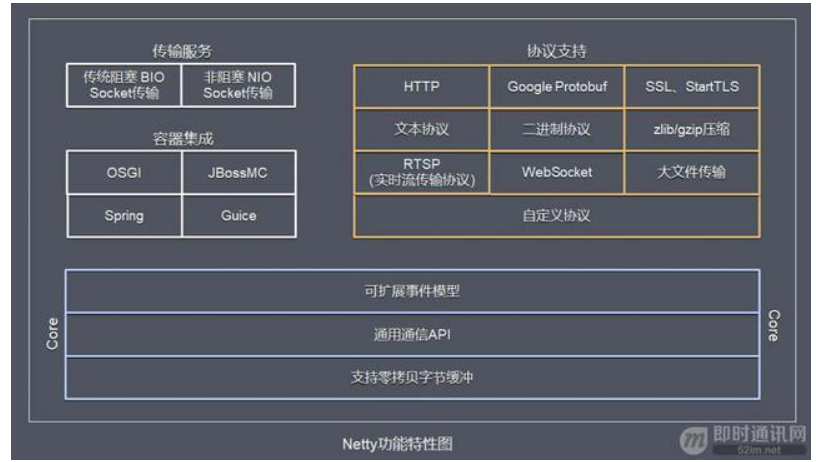 传输服务
传统阻塞 BIO
Socket传输
非阻塞 NIO
Socket传输
容器集成
OSGI
JBossMC
Spring
Guice
协议支持
HTTP
Google Protobuf
SSL、StartTLS
文本协议
二进制协议
zlib/gzip压缩
RTSP
(实时流传输协议)
WebSocket
大文件传输
自定义协议
Core
可扩展事件模型
通用通信API
支持零拷贝字节缓冲
Core
Netty功能特性图
即时通讯网
52im.net